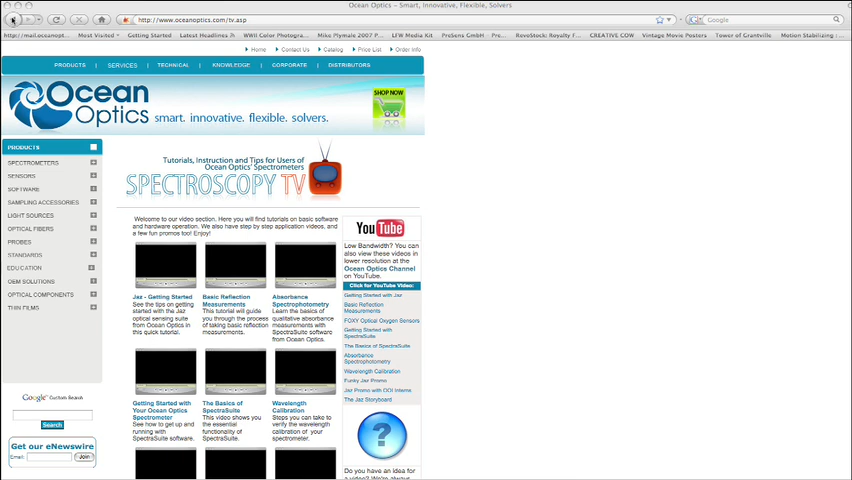 Ocean Optics – Smart, Innovative, Flexible, Solvers
http://www.oceanoptics.com/tv.asp
Google
http://mail.oceanopt...
Most Visited
Getting Started
Latest Headlines
WWII Color Photogra...
Mike Mymale 2007 P...
LFW Media Kit
PreSens GmbH - Pre...
RevoStock: Royalty F...
CREATIVE COW
Vintage Movie Posters
Tower of Grantville
Motion Stabilizing : ...
Home
Contact Us
Catalog
Price List
Order Info
PRODUCTS | SERVICES | TECHNICAL | KNOWLEDGE | CORPORATE | DISTRIBUTORS
Ocean
Optics
smart. innovative. flexible. solvers.
SHOP NOW
PRODUCTS
SPECTROMETERS
SENSORS
SOFTWARE
SAMPLING ACCESSORIES
LIGHT SOURCES
OPTICAL FIBERS
PROBES
STANDARDS
EDUCATION
OEM SOLUTIONS
OPTICAL COMPONENTS
THIN FILMS
Google Custom Search
Search
Get our eNewswire
Email:
Join
Tutorials, Instruction and Tips for Users of
Ocean Optics' Spectrometers
SPECTROSCOPY TV
Welcome to our video section. Here you will find tutorials on basic software
and hardware operation. We also have step by step application videos, and
a few fun promos too! Enjoy!
Jaz - Getting Started
See the tips on getting
started with the Jaz
optical sensing suite
from Ocean Optics in
this quick tutorial.
Basic Reflection
Measurements
This tutorial will guide
you through the process
of taking basic reflection
measurements.
Absorbance
Spectrophotometry
Learn the basics of
qualitative absorbance
measurements with
SpectraSuite software
from Ocean Optics.
Getting Started with
Your Ocean Optics
Spectrometer
See how to get up and
running with
SpectraSuite software.
The Basics of
SpectraSuite
This video shows you
the essential
functionality of
SpectraSuite.
Wavelength
Calibration
Steps you can take to
verify the wavelength
calibration of your
spectrometer.
YouTube
Low Bandwidth? You can
also view these videos in
lower resolution at the
Ocean Optics Channel
on YouTube.
Click for YouTube Video:
Getting Started with Jaz
Basic Reflection
Measurements
FOXY Optical Oxygen Sensors
Getting Started with
SpectraSuite
The Basics of SpectraSuite
Absorbance
Spectrophotometry
Wavelength Calibration
Funky Jaz Promo
Jaz Promo with OOI Interns
The Jaz Storyboard
?
Do you have an idea for